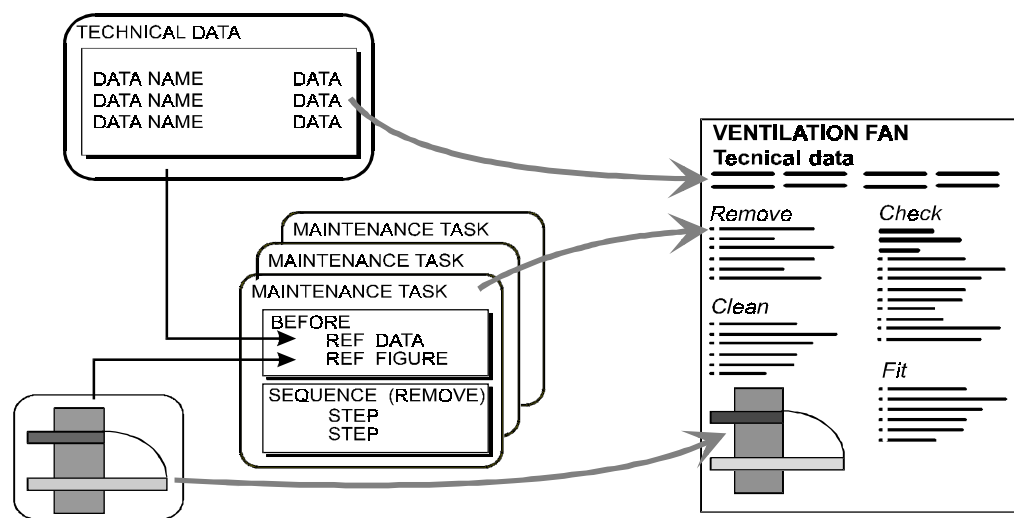 TECHNICAL DATA
DATA NAME DATA
DATA NAME DATA
DATA NAME DATA
MAINTENANCE TASK
MAINTENANCE TASK
MAINTENANCE TASK
BEFORE
REF DATA
REF FIGURE
SEQUENCE (REMOVE)
STEP
STEP
VENTILATION FAN
Tecnical data
Remove
Check
Clean
Fit